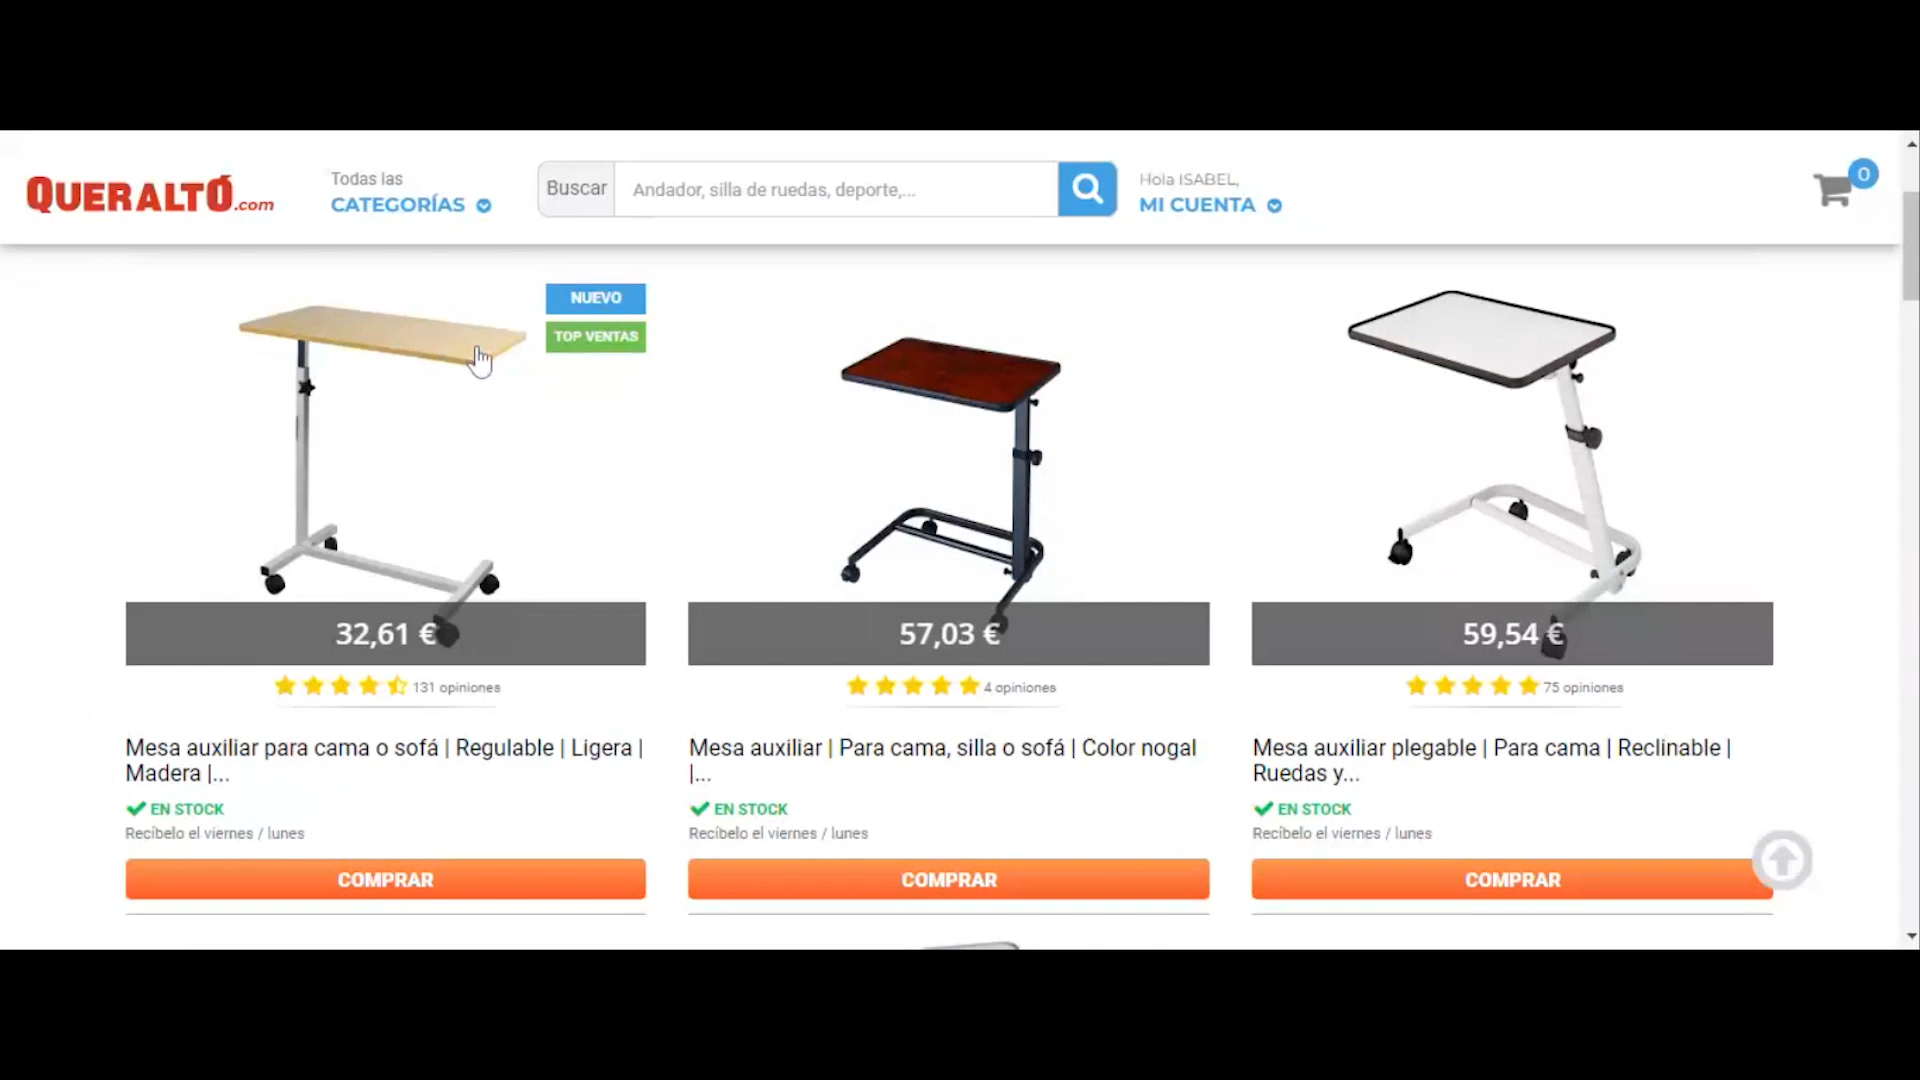 QUERALTÓ.com
Todas las
CATEGORÍAS
Buscar
Andador, silla de ruedas, deporte,...
Hola ISABEL,
MI CUENTA
0
NUEVO
TOP VENTAS
32,61 €
57,03 €
59,54 €
131 opiniones
4 opiniones
75 opiniones
Mesa auxiliar para cama o sofá | Regulable | Ligera |
Madera |...
Mesa auxiliar | Para cama, silla o sofá | Color nogal
|...
Mesa auxiliar plegable | Para cama | Reclinable |
Ruedas y...
EN STOCK
EN STOCK
EN STOCK
Recíbelo el viernes / lunes
Recíbelo el viernes / lunes
Recíbelo el viernes / lunes
COMPRAR
COMPRAR
COMPRAR